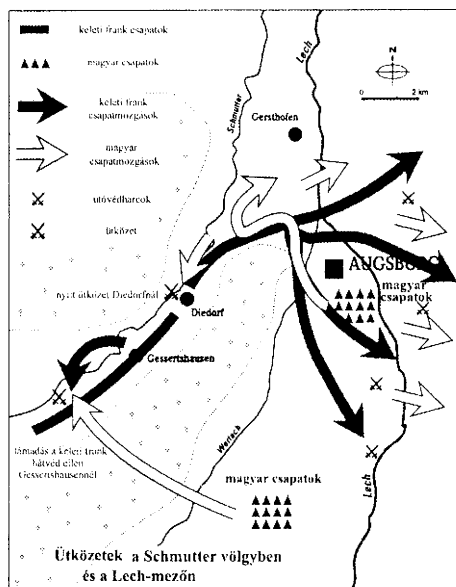 keleti frank csapatok
magyar csapatok
keleti frank
csapatmozgások
magyar
csapatmozgások
utóvédharcok
ütközet
Lech
N
0 2 km
Schmutter
Gersthofen
AUGSBURG
magyar
csapatok
nyílt ütközet Diedorfnál
Diedorf
Gessertshausen
támadás a keleti frank
hátvéd ellen
Gessertshausennél
Wertach
magyar csapatok
Lech
Ütközetek a Schmutter völgyben
és a Lech-mezőn